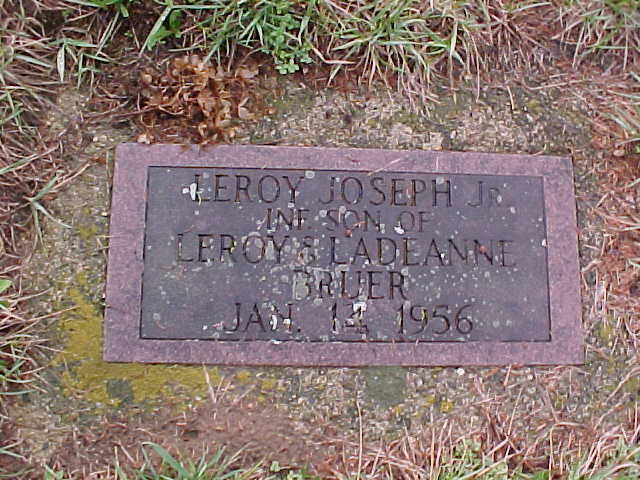 LEROY JOSEPH JR.
INF. SON OF
LEROY & LADEANNE
BRUER
JAN. 14, 1956